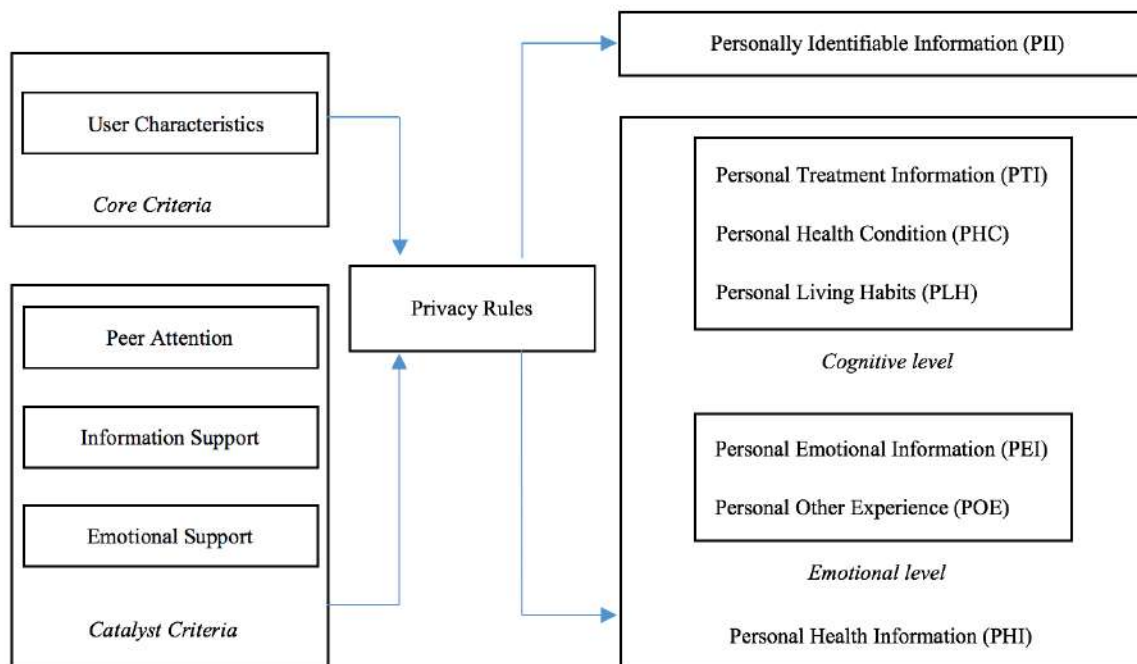 User Characteristics
Core Criteria
Peer Attention
Information Support
Emotional Support
Catalyst Criteria
Privacy Rules
Personally Identifiable Information (PII)
Personal Treatment Information (PTI)
Personal Health Condition (PHC)
Personal Living Habits (PLH)
Cognitive level
Personal Emotional Information (PEI)
Personal Other Experience (POE)
Emotional level
Personal Health Information (PHI)